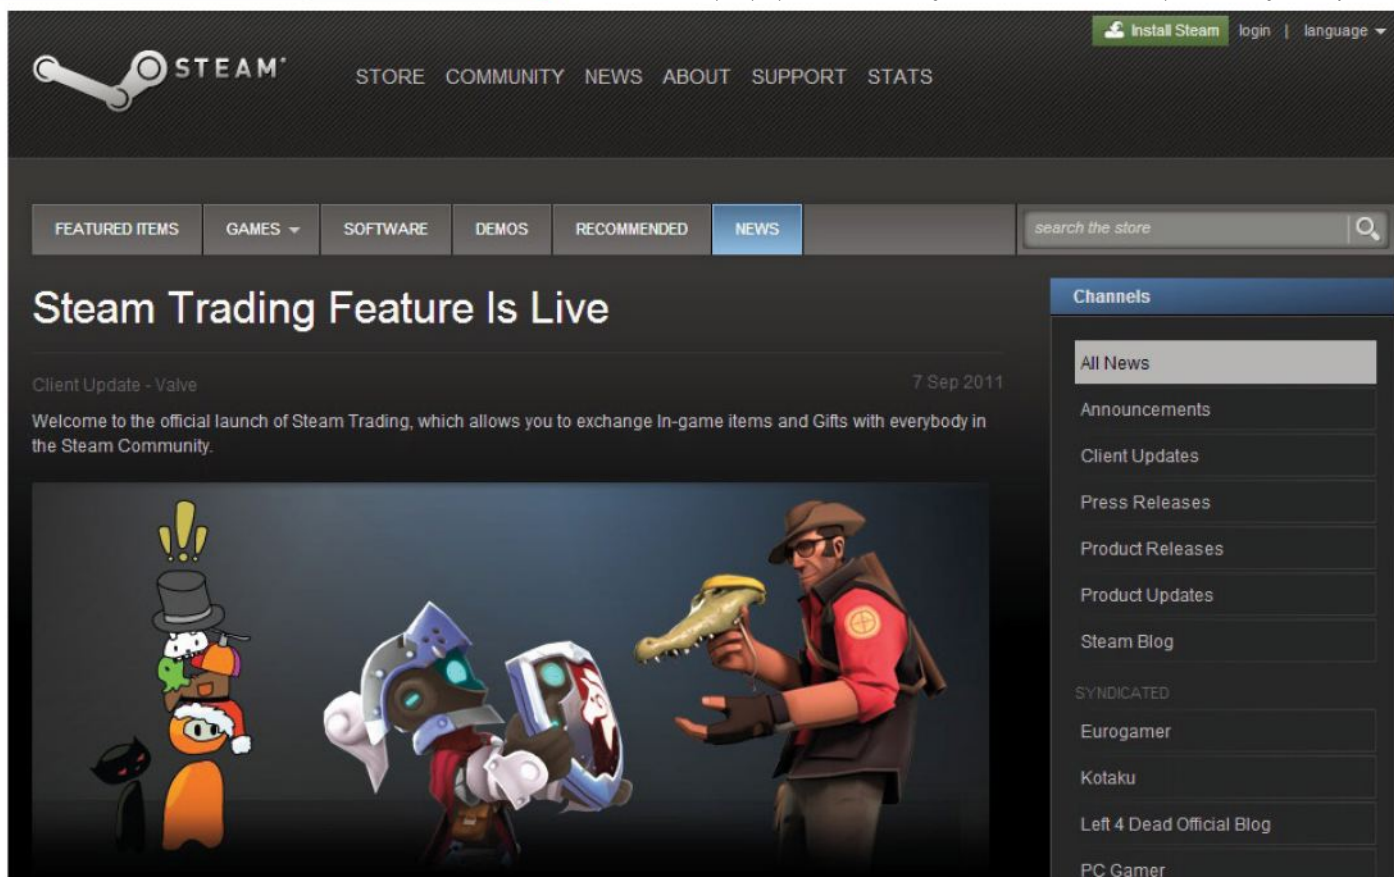 Install Steam login | language
STEAM
STORE COMMUNITY NEWS ABOUT SUPPORT STATS
FEATURED ITEMS GAMES SOFTWARE DEMOS RECOMMENDED NEWS
search the store
Steam Trading Feature Is Live
Client Update - Valve 7 Sep 2011
Welcome to the official launch of Steam Trading, which allows you to exchange In-game items and Gifts with everybody in
the Steam Community.
!!!
Channels
All News
Announcements
Client Updates
Press Releases
Product Releases
Product Updates
Steam Blog
SYNDICATED
Eurogamer
Kotaku
Left 4 Dead Official Blog
PC Gamer